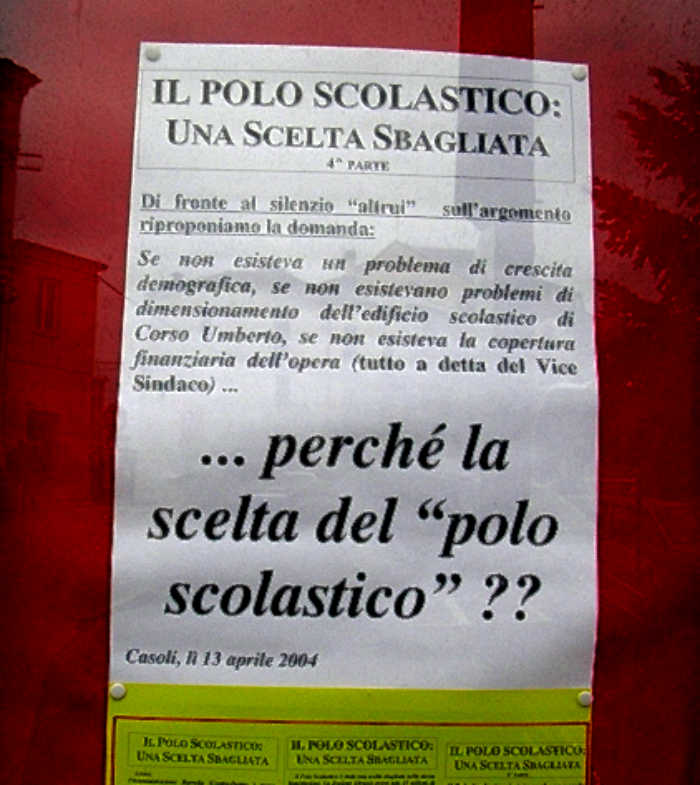 IL POLO SCOLASTICO:
UNA SCELTA SBAGLIATA
4^ PARTE
Di fronte al silenzio "altrui" sull'argomento
riproponiamo la domanda:
Se non esisteva un problema di crescita
demografica, se non esistevano problemi di
dimensionamento dell'edificio scolastico di
Corso Umberto, se non esisteva la copertura
finanziaria dell'opera (tutto a detta del Vice
Sindaco) ...
... perché la
scelta del "polo
scolastico" ??
Casoli, lì 13 aprile 2004
IL POLO SCOLASTICO:
UNA SCELTA SBAGLIATA
IL POLO SCOLASTICO:
UNA SCELTA SBAGLIATA
IL POLO SCOLASTICO:
UNA SCELTA SBAGLIATA